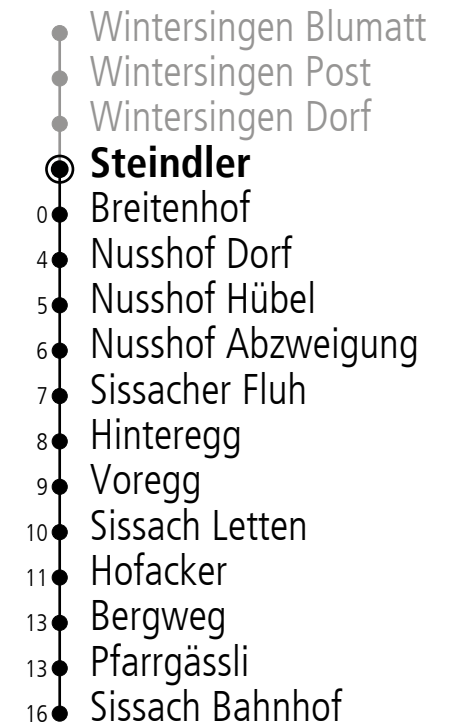 Wintersingen Blumatt
Wintersingen Post
Wintersingen Dorf
Steindler
0 Breitenhof
4 Nusshof Dorf
5 Nusshof Hübel
6 Nusshof Abzweigung
7 Sissacher Fluh
8 Hinteregg
9 Voregg
10 Sissach Letten
11 Hofacker
13 Bergweg
13 Pfarrgässli
16 Sissach Bahnhof